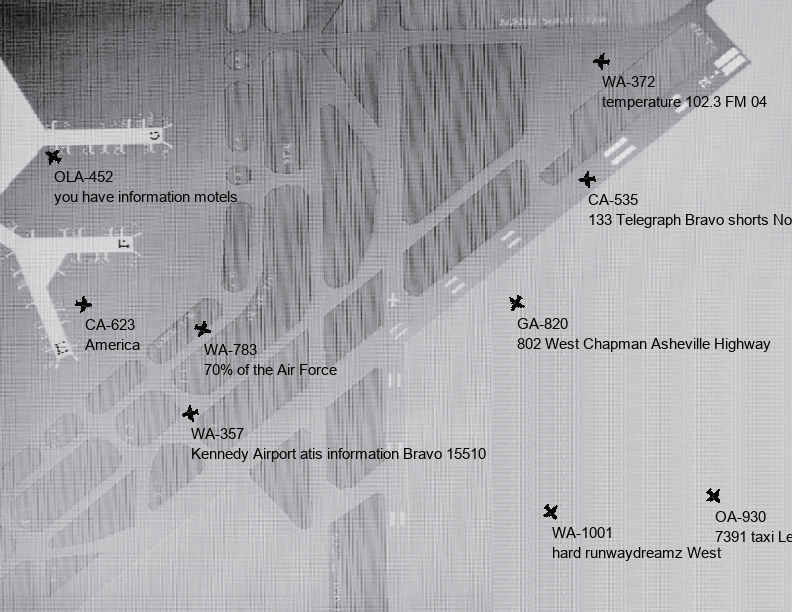 WA-372
temperature 102.3 FM 04
OLA-452
you have information motels
CA-535
133 Telegraph Bravo shorts No
CA-623
America
WA-783
70% of the Air Force
GA-820
802 West Chapman Asheville Highway
WA-357
Kennedy Airport atis information Bravo 15510
OA-930
7391 taxi Le
WA-1001
hard runwaydreamz West